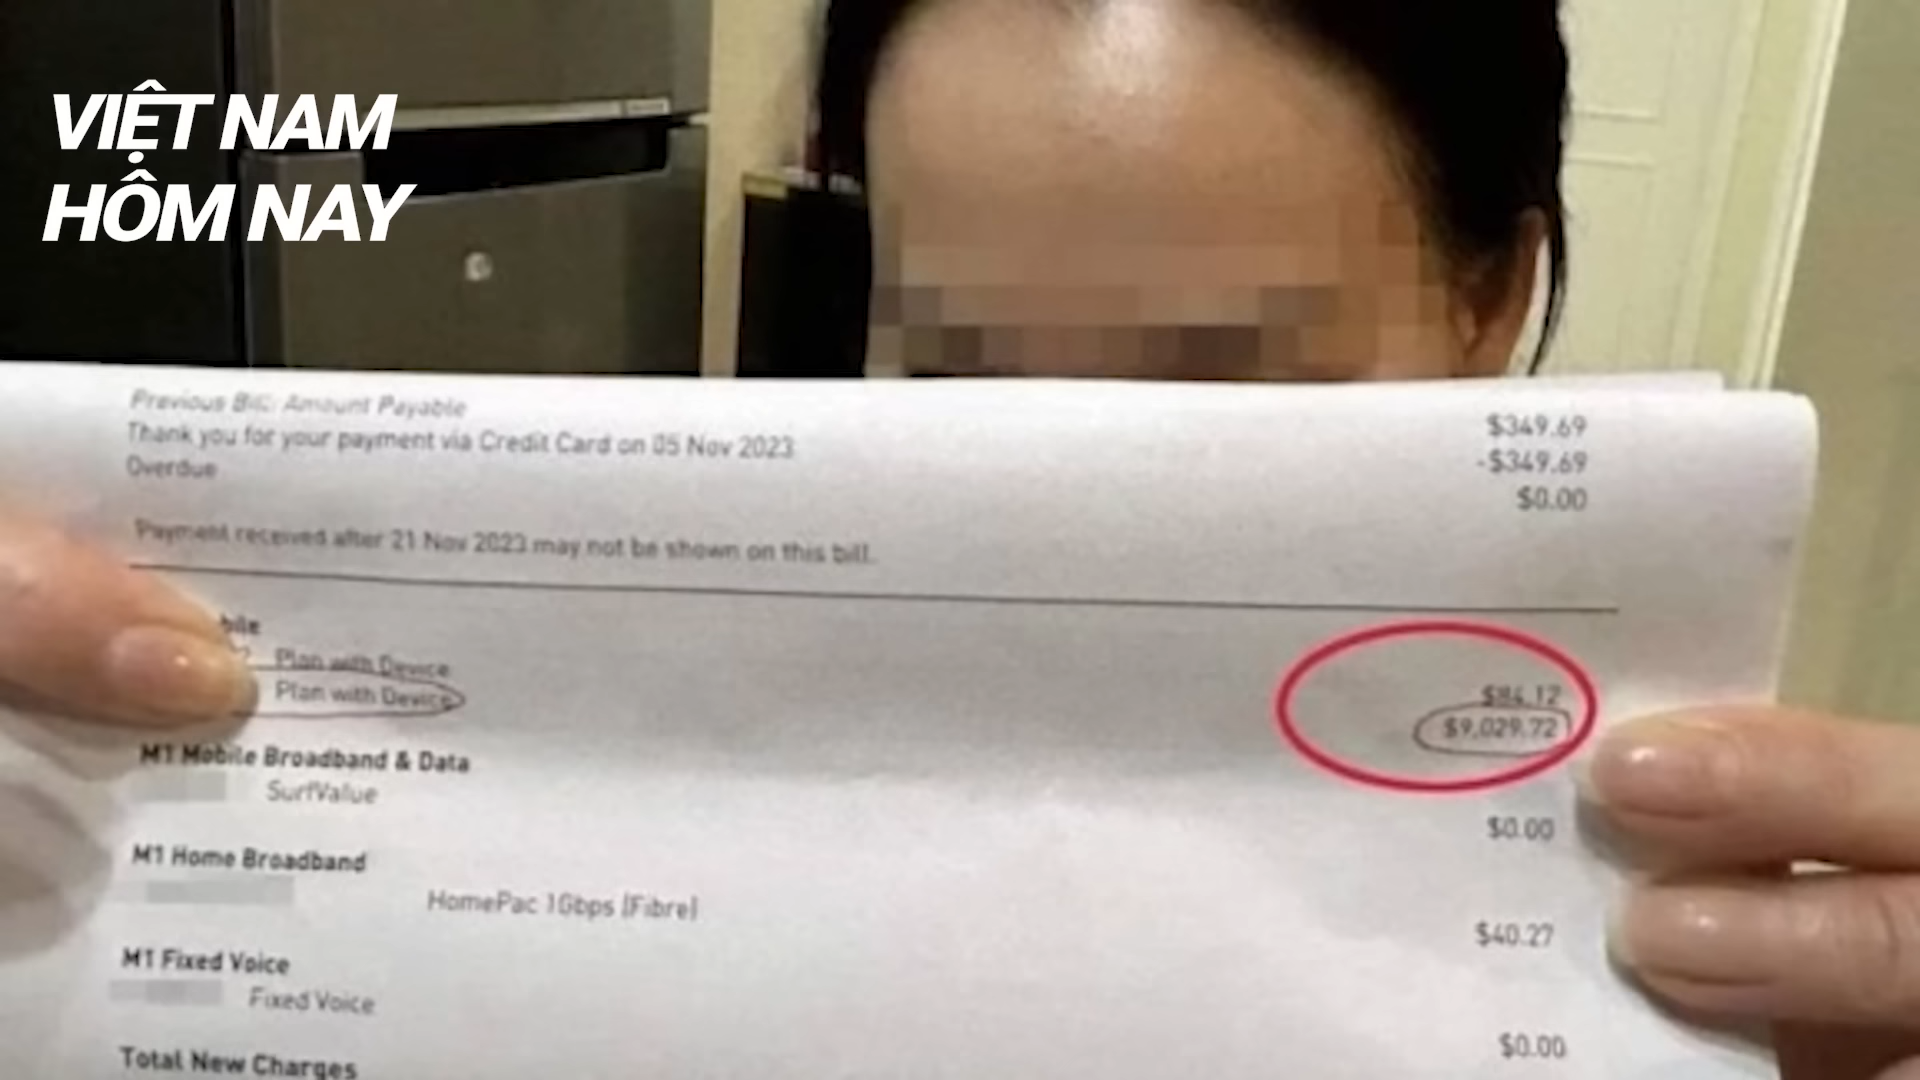 VIỆT NAM
HÔM NAY
Previous Bill: Amount Payable $349.69
Thank you for your payment via Credit Card on 05 Nov 2023 -$349.69
Overdue $0.00
Payment received after 21 Nov 2023 may not be shown on this bill.
bile
Plan with Device $84.12
Plan with Device $9,029.72
M1 Mobile Broadband & Data
SurfValue $0.00
M1 Home Broadband
HomePac 1Gbps (Fibre) $40.27
M1 Fixed Voice
Fixed Voice $0.00
Total New Charges